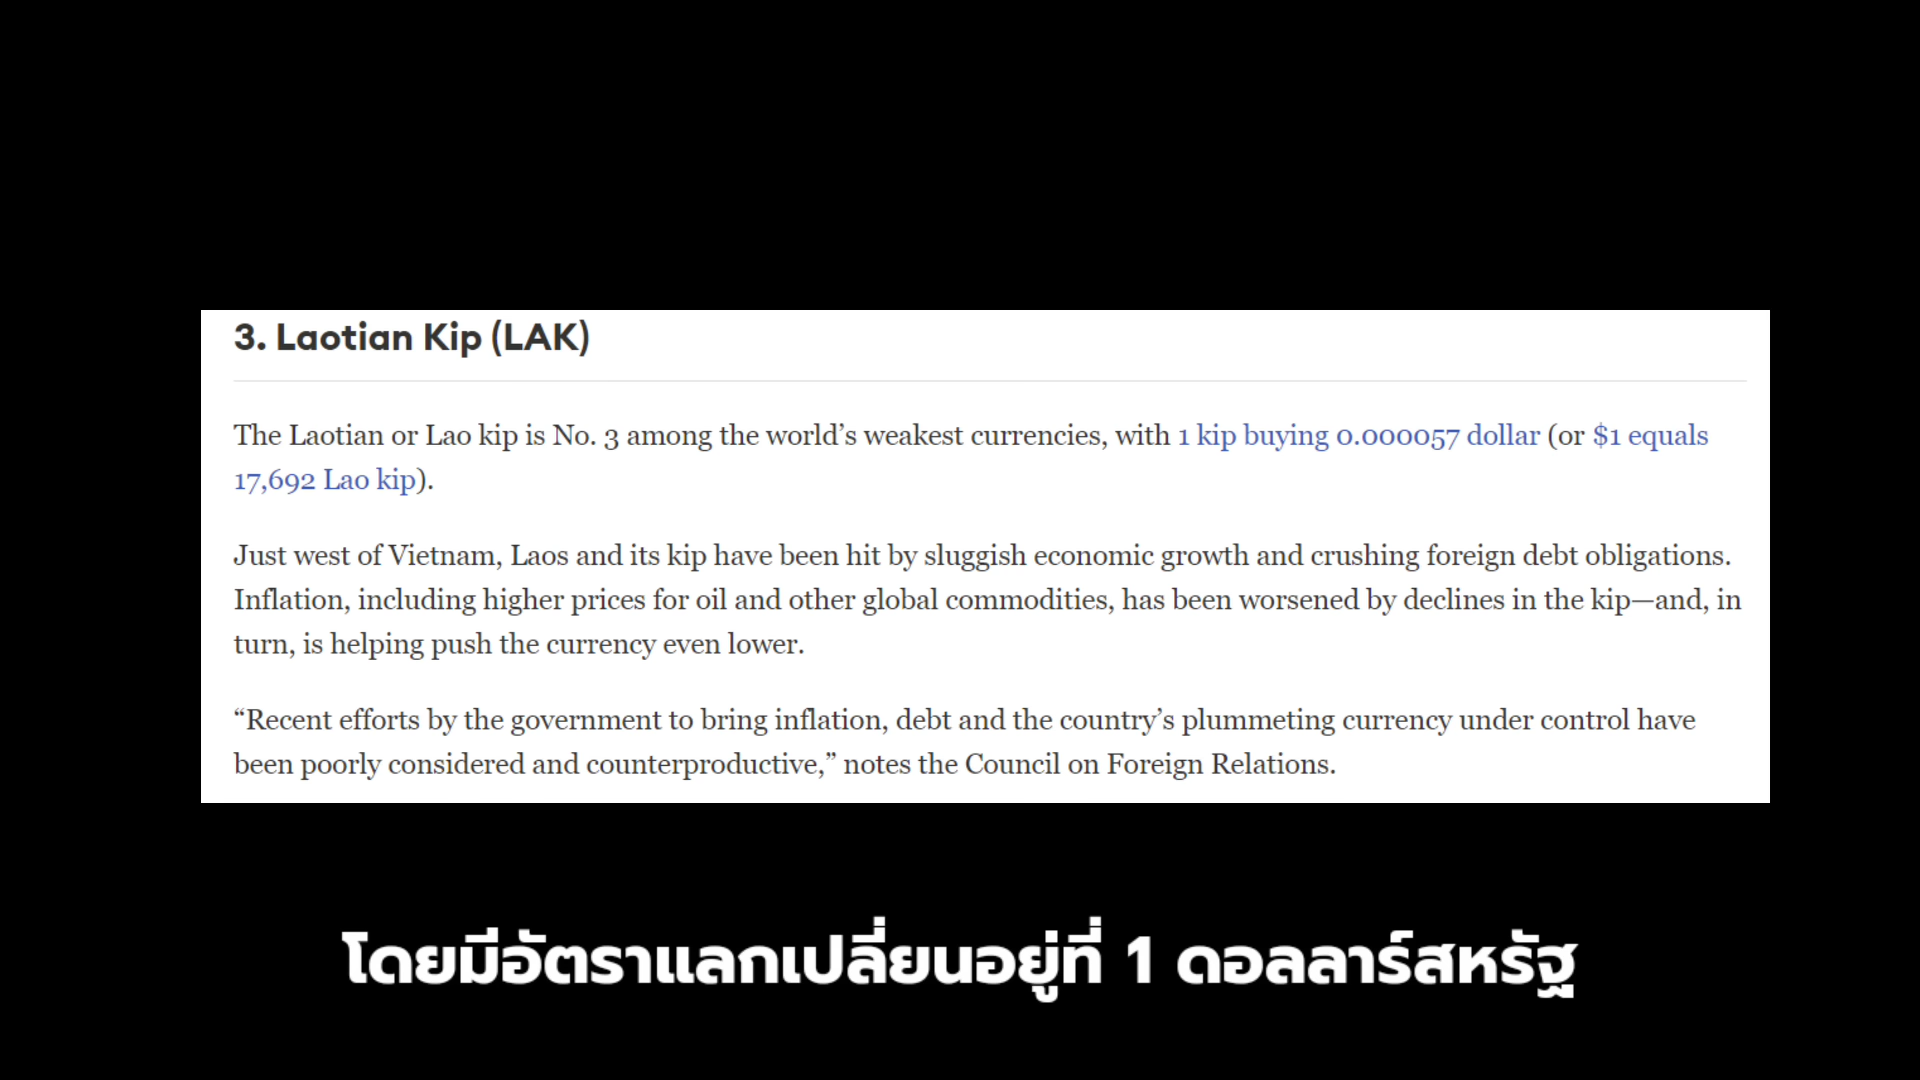 3. Laotian Kip (LAK)
The Laotian or Lao kip is No. 3 among the world’s weakest currencies, with 1 kip buying 0.000057 dollar (or $1 equals
17,692 Lao kip).
Just west of Vietnam, Laos and its kip have been hit by sluggish economic growth and crushing foreign debt obligations.
Inflation, including higher prices for oil and other global commodities, has been worsened by declines in the kip—and, in
turn, is helping push the currency even lower.
“Recent efforts by the government to bring inflation, debt and the country’s plummeting currency under control have
been poorly considered and counterproductive,” notes the Council on Foreign Relations.
โดยมีอัตราแลกเปลี่ยนอยู่ที่ 1 ดอลลาร์สหรัฐ